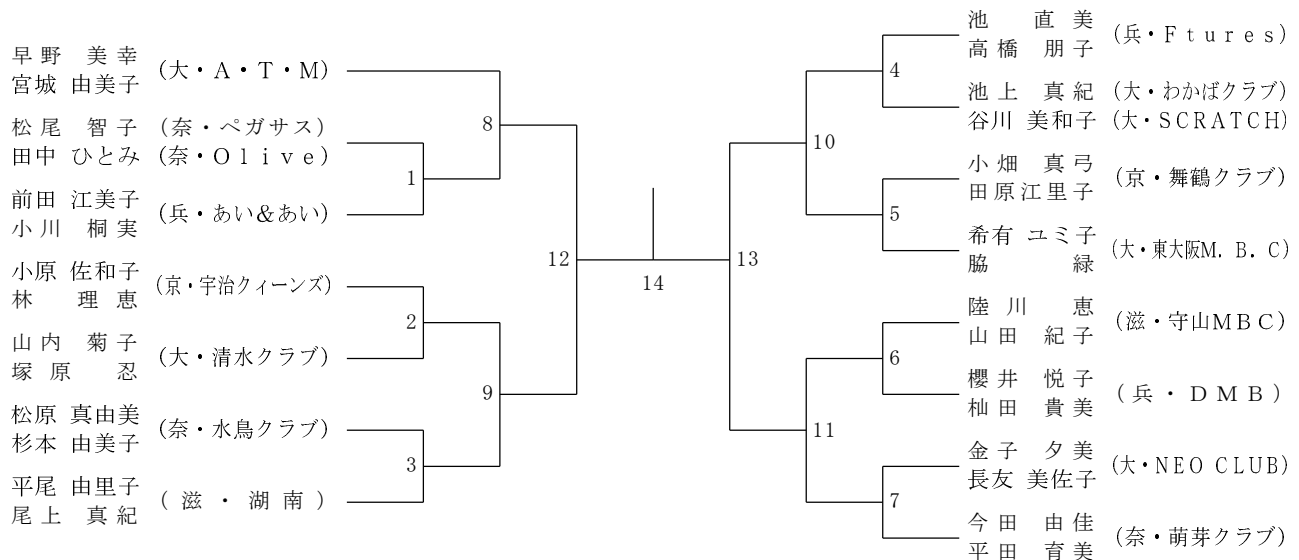 早野 美幸
宮城 由美子
(大・A・T・M)
松尾 智子
田中 ひとみ
(奈・ペガサス)
(奈・Olive)
前田 江美子
小川 桐実
(兵・あい&あい)
小原 佐和子
林 理恵
(京・宇治クィーンズ)
山内 菊子
塚原 忍
(大・清水クラブ)
松原 真由美
杉本 由美子
(奈・水鳥クラブ)
平尾 由里子
尾上 真紀
(滋・湖南)
8
1
2
9
3
12
14
13
10
4
5
6
11
7
池 直美
高橋 朋子
(兵・Ftures)
池上 真紀
谷川 美和子
(大・わかばクラブ)
(大・SCRATCH)
小畑 真弓
田原江里子
(京・舞鶴クラブ)
希有 ユミ子
脇 緑
(大・東大阪M.B.C)
陸川 恵
山田 紀子
(滋・守山MBC)
櫻井 悦子
杣田 貴美
(兵・DMB)
金子 夕美
長友 美佐子
(大・NEO CLUB)
今田 由佳
平田 育美
(奈・萌芽クラブ)